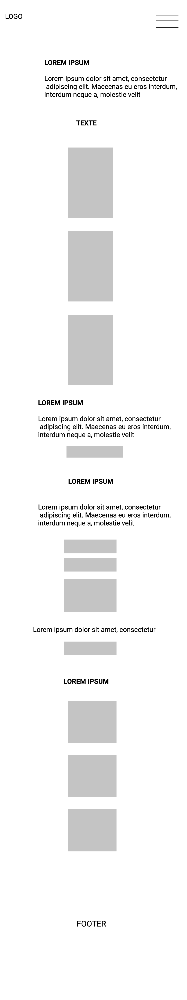 LOGO
LOREM IPSUM
Lorem ipsum dolor sit amet, consectetur
adipiscing elit. Maecenas eu eros interdum,
interdum neque a, molestie velit
TEXTE
LOREM IPSUM
Lorem ipsum dolor sit amet, consectetur
adipiscing elit. Maecenas eu eros interdum,
interdum neque a, molestie velit
LOREM IPSUM
Lorem ipsum dolor sit amet, consectetur
adipiscing elit. Maecenas eu eros interdum,
interdum neque a, molestie velit
Lorem ipsum dolor sit amet, consectetur
LOREM IPSUM
FOOTER